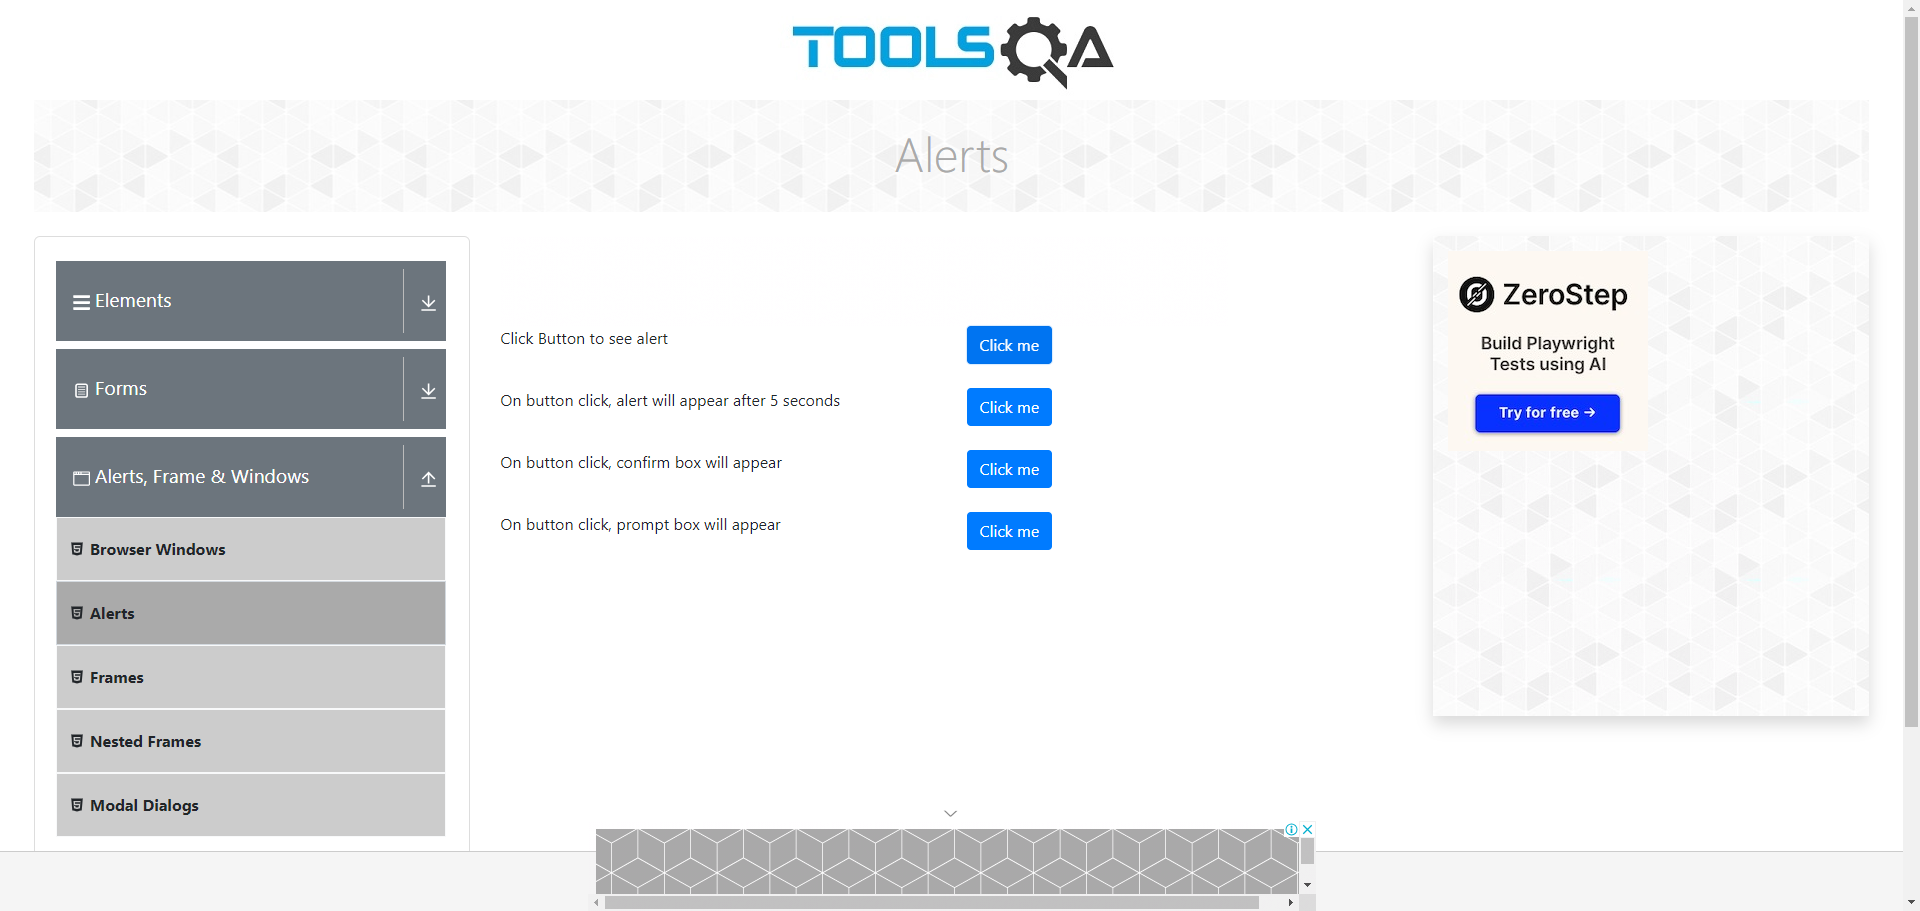 TOOLSQA
Alerts
Elements
Forms
Alerts, Frame & Windows
Browser Windows
Alerts
Frames
Nested Frames
Modal Dialogs
Click Button to see alert
Click me
On button click, alert will appear after 5 seconds
Click me
On button click, confirm box will appear
Click me
On button click, prompt box will appear
Click me
ZeroStep
Build Playwright
Tests using AI
Try for free →